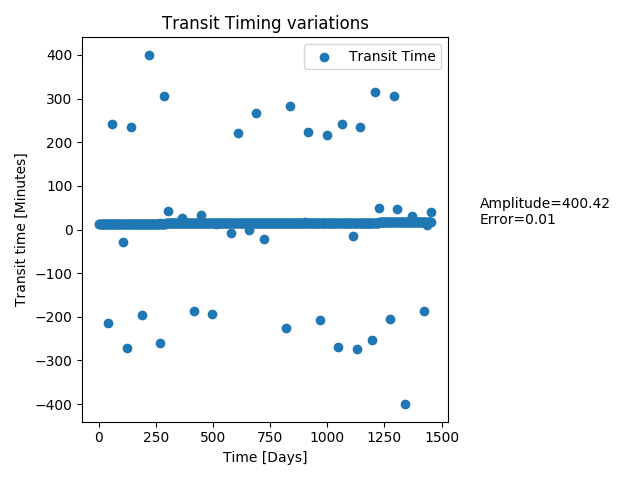 Transit Timing variations
Transit Time
Transit time [Minutes]
400
300
200
100
0
−100
−200
−300
−400
0
250
500
750
1000
1250
1500
Time [Days]
Amplitude=400.42
Error=0.01